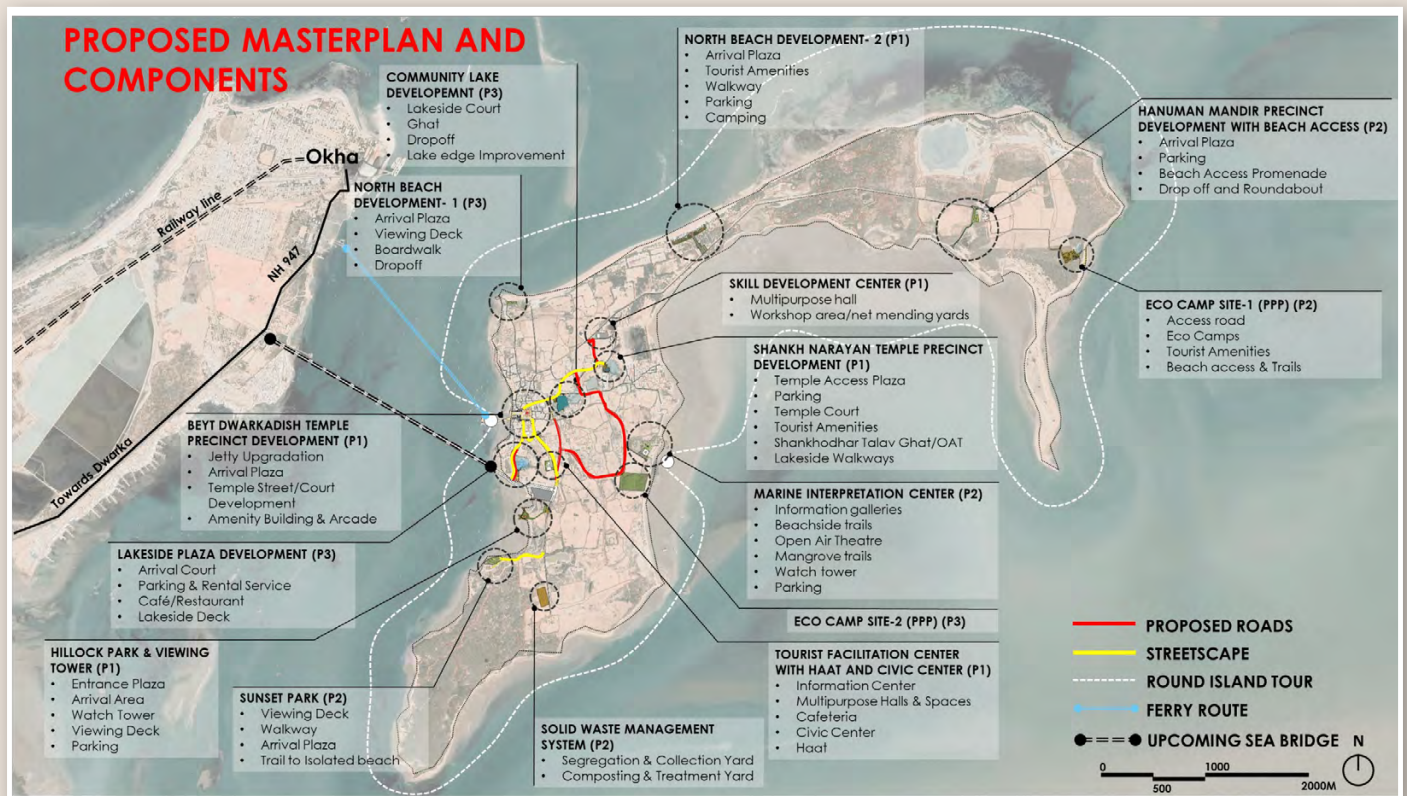 PROPOSED MASTERPLAN AND
COMPONENTS
COMMUNITY LAKE
DEVELOPEMNT (P3)
• Lakeside Court
• Ghat
• Dropoff
• Lake edge Improvement
Okha
Railway line
NH 947
Towards Dwarka
NORTH BEACH
DEVELOPMENT- 1 (P3)
• Arrival Plaza
• Viewing Deck
• Boardwalk
• Dropoff
NORTH BEACH DEVELOPMENT- 2 (P1)
• Arrival Plaza
• Tourist Amenities
• Walkway
• Parking
• Camping
HANUMAN MANDIR PRECINCT
DEVELOPMENT WITH BEACH ACCESS (P2)
• Arrival Plaza
• Parking
• Beach Access Promenade
• Drop off and Roundabout
SKILL DEVELOPMENT CENTER (P1)
• Multipurpose hall
• Workshop area/net mending yards
ECO CAMP SITE-1 (PPP) (P2)
• Access road
• Eco Camps
• Tourist Amenities
• Beach access & Trails
SHANKH NARAYAN TEMPLE PRECINCT
DEVELOPMENT (P1)
• Temple Access Plaza
• Parking
• Temple Court
• Tourist Amenities
• Shankhodhar Talav Ghat/OAT
• Lakeside Walkways
BEYT DWARKADISH TEMPLE
PRECINCT DEVELOPMENT (P1)
• Jetty Upgradation
• Arrival Plaza
• Temple Street/Court
Development
• Amenity Building & Arcade
MARINE INTERPRETATION CENTER (P2)
• Information galleries
• Beachside trails
• Open Air Theatre
• Mangrove trails
• Watch tower
• Parking
LAKESIDE PLAZA DEVELOPMENT (P3)
• Arrival Court
• Parking & Rental Service
• Café/Restaurant
• Lakeside Deck
ECO CAMP SITE-2 (PPP) (P3)
HILLOCK PARK & VIEWING
TOWER (P1)
• Entrance Plaza
• Arrival Area
• Watch Tower
• Viewing Deck
• Parking
SUNSET PARK (P2)
• Viewing Deck
• Walkway
• Arrival Plaza
• Trail to Isolated beach
SOLID WASTE MANAGEMENT
SYSTEM (P2)
• Segregation & Collection Yard
• Composting & Treatment Yard
TOURIST FACILITATION CENTER
WITH HAAT AND CIVIC CENTER (P1)
• Information Center
• Multipurpose Halls & Spaces
• Cafeteria
• Civic Center
• Haat
PROPOSED ROADS
STREETSCAPE
ROUND ISLAND TOUR
FERRY ROUTE
UPCOMING SEA BRIDGE
N
0 1000
500 2000M